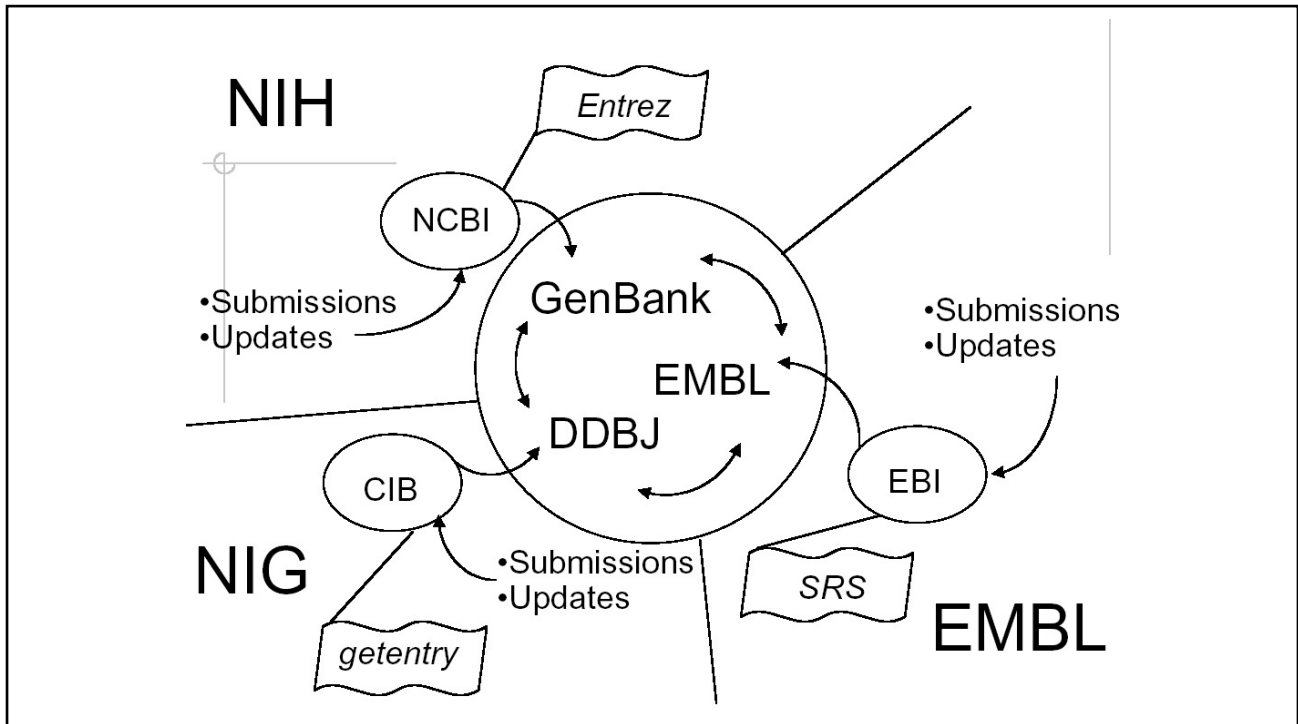 NIH
Entrez
NCBI
•Submissions
•Updates
GenBank
EMBL
DDBJ
•Submissions
•Updates
EBI
CIB
NIG
•Submissions
•Updates
getentry
SRS
EMBL